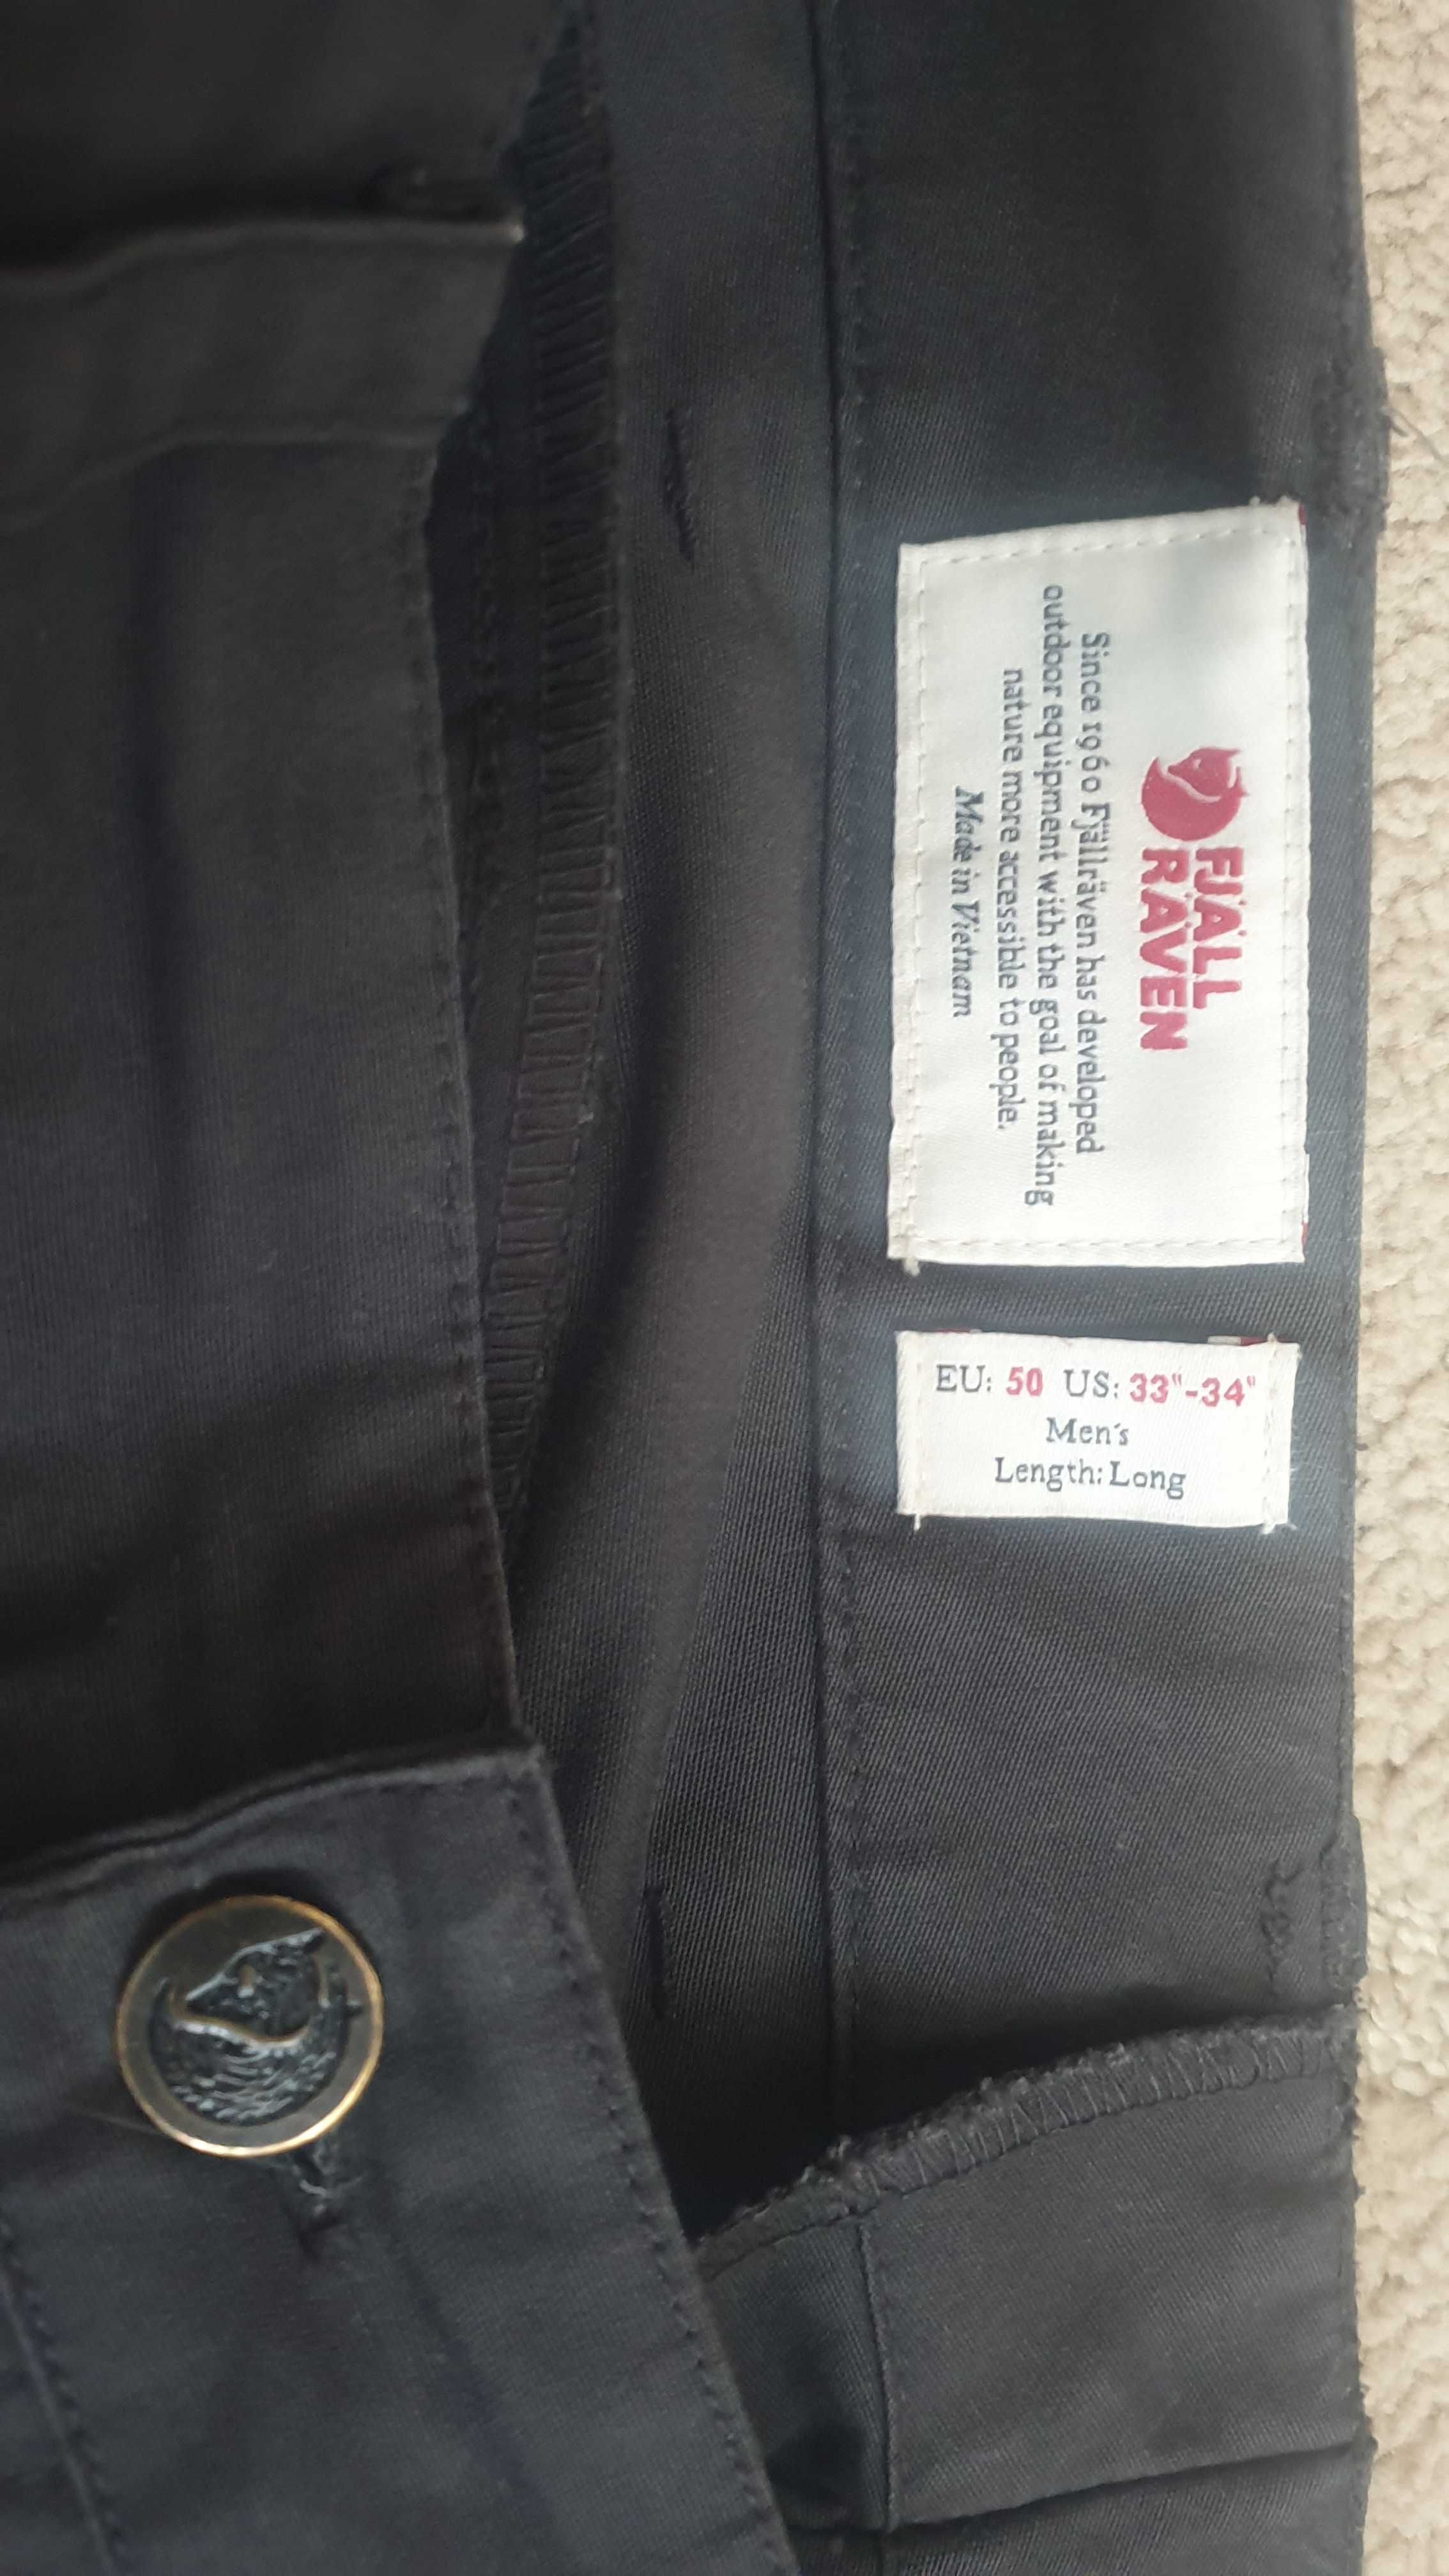 FJÄLL
RÄVEN
Since 1960 Fjällräven has developed
outdoor equipment with the goal of making
nature more accessible to people.
Made in Vietnam
EU: 50 US: 33"-34"
Men's
Length: Long